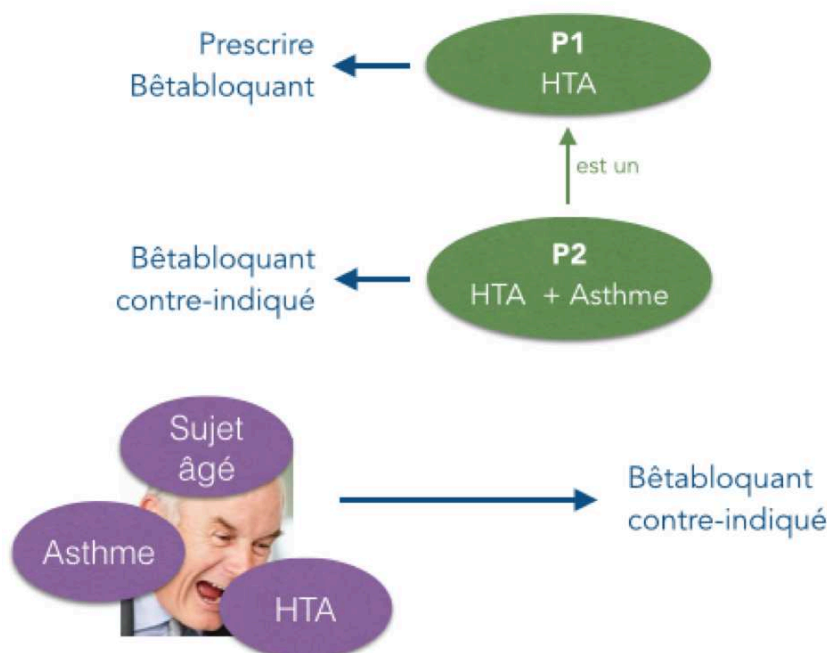 Prescrire
Bêtabloquant
P1
HTA
est un
Bêtabloquant
contre-indiqué
P2
HTA + Asthme
Sujet
âgé
Asthme
HTA
Bêtabloquant
contre-indiqué